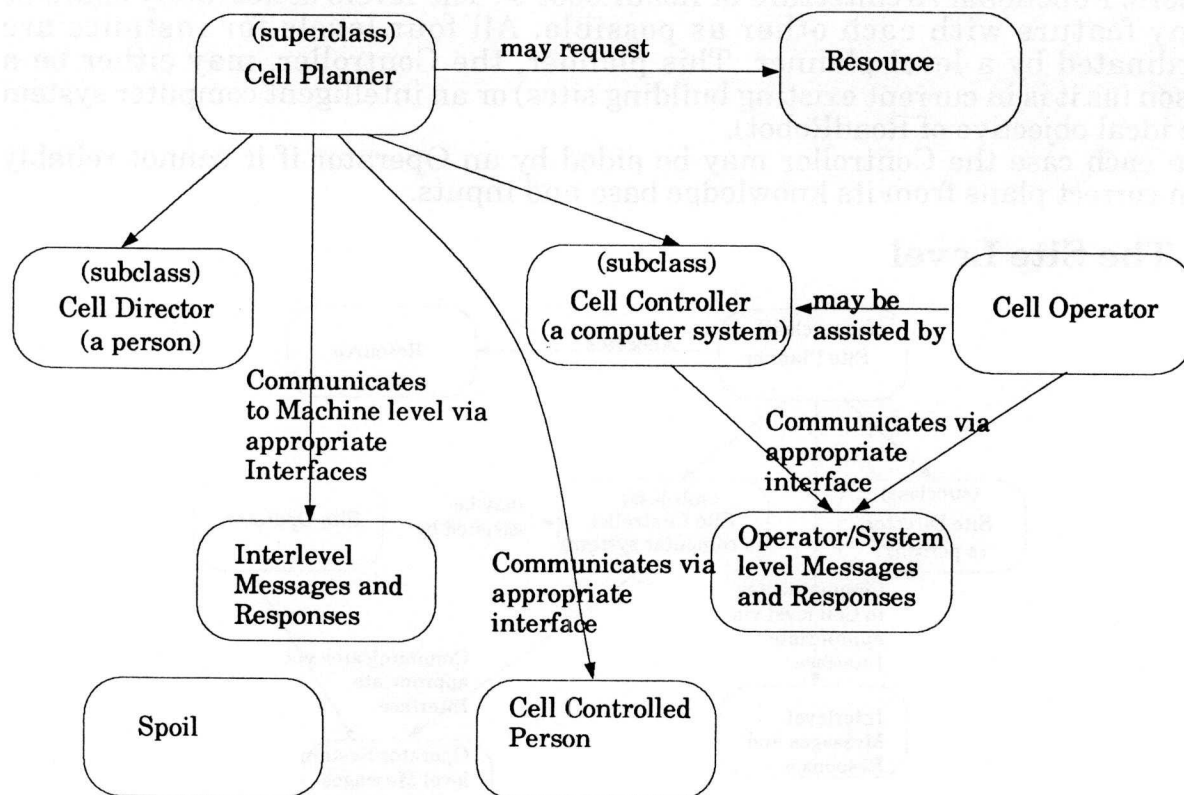 (superclass)
Cell Planner
may request
Resource
(subclass)
Cell Director
(a person)
(subclass)
Cell Controller
(a computer system)
may be
assisted by
Cell Operator
Communicates
to Machine level via
appropriate
Interfaces
Communicates via
appropriate
interface
Interlevel
Messages and
Responses
Communicates via
appropriate
interface
Operator/System
level Messages
and Responses
Spoil
Cell Controlled
Person